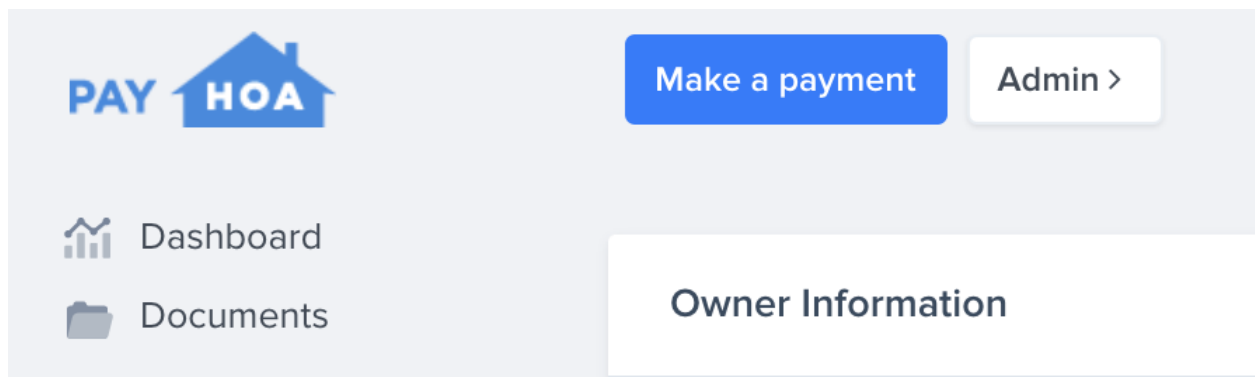 PAY HOA
Make a payment
Admin >
Dashboard
Documents
Owner Information